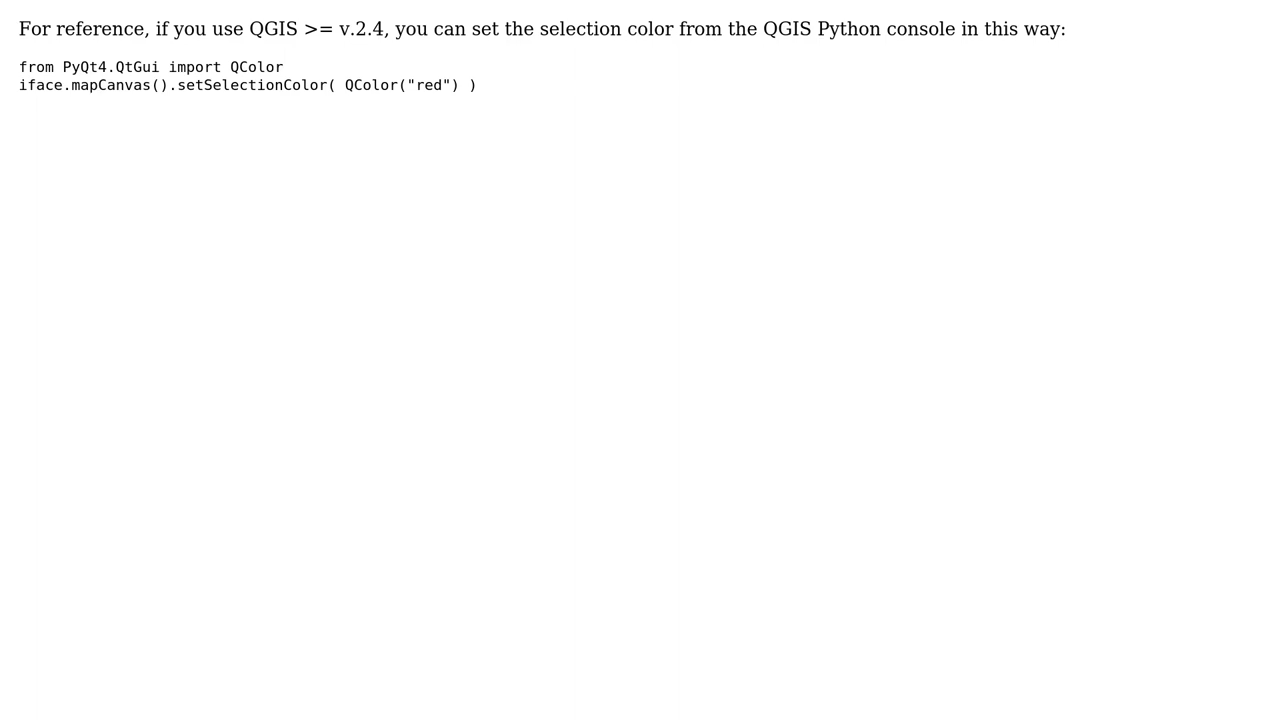 For reference, if you use QGIS >= v.2.4, you can set the selection color from the QGIS Python console in this way:
from PyQt4.QtGui import QColor
iface.mapCanvas().setSelectionColor( QColor("red") )